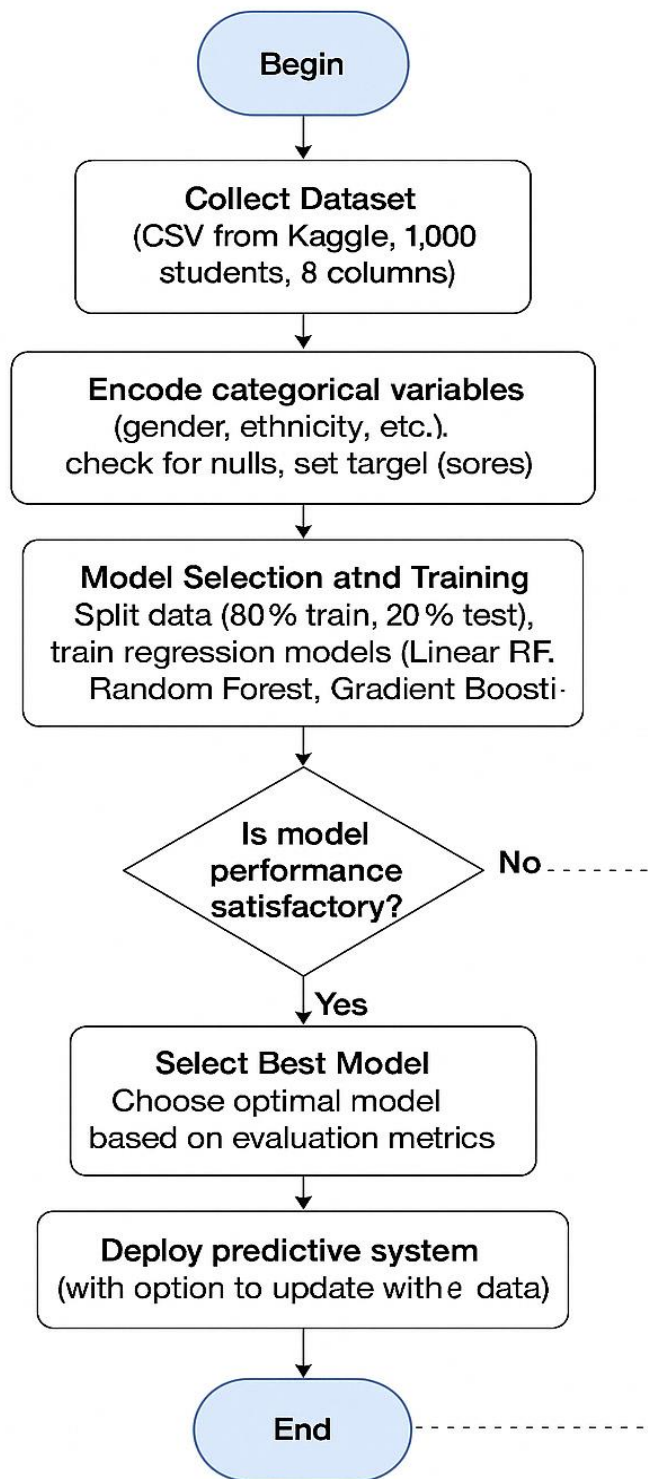 Begin
Collect Dataset
(CSV from Kaggle, 1,000
students, 8 columns)
Encode categorical variables
(gender, ethnicity, etc.).
check for nulls, set targel (sores)
Model Selection atnd Training
Split data (80% train, 20% test),
train regression models (Linear RF.
Random Forest, Gradient Boosti·
Is model
performance
satisfactory?
No
Yes
Select Best Model
Choose optimal model
based on evaluation metrics
Deploy predictive system
(with option to update withe data)
End